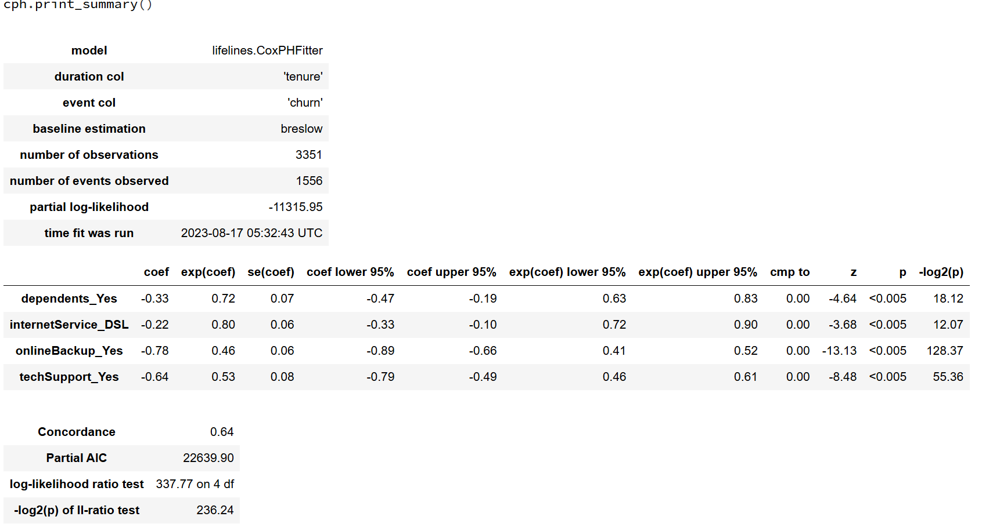 cph.print_summary()
model lifelines.CoxPHFitter
duration col 'tenure'
event col 'churn'
baseline estimation breslow
number of observations 3351
number of events observed 1556
partial log-likelihood -11315.95
time fit was run 2023-08-17 05:32:43 UTC
coef exp(coef) se(coef) coef lower 95% coef upper 95% exp(coef) lower 95% exp(coef) upper 95% cmp to z p -log2(p)
dependents_Yes -0.33 0.72 0.07 -0.47 -0.19 0.63 0.83 0.00 -4.64 <0.005 18.12
internetService_DSL -0.22 0.80 0.06 -0.33 -0.10 0.72 0.90 0.00 -3.68 <0.005 12.07
onlineBackup_Yes -0.78 0.46 0.06 -0.89 -0.66 0.41 0.52 0.00 -13.13 <0.005 128.37
techSupport_Yes -0.64 0.53 0.08 -0.79 -0.49 0.46 0.61 0.00 -8.48 <0.005 55.36
Concordance 0.64
Partial AIC 22639.90
log-likelihood ratio test 337.77 on 4 df
-log2(p) of ll-ratio test 236.24